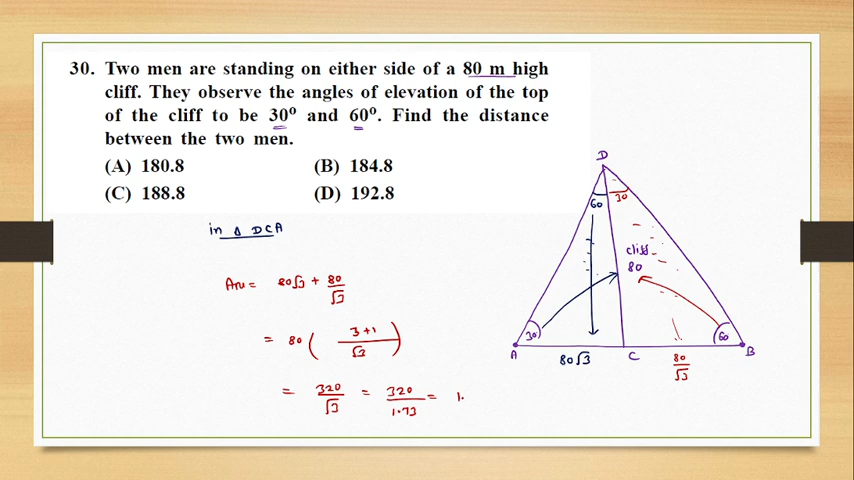 30. Two men are standing on either side of a 80 m high
cliff. They observe the angles of elevation of the top
of the cliff to be 30º and 60º. Find the distance
between the two men.
(A) 180.8 (B) 184.8
(C) 188.8 (D) 192.8
in Δ DCA
Ans = 80√3 + 80/√3
= 80 ( 3+1/√3 )
= 320/√3 = 320/1.73 = 1.
D
60 30
cliff
80
30 60
A 80√3 C 80/√3 B